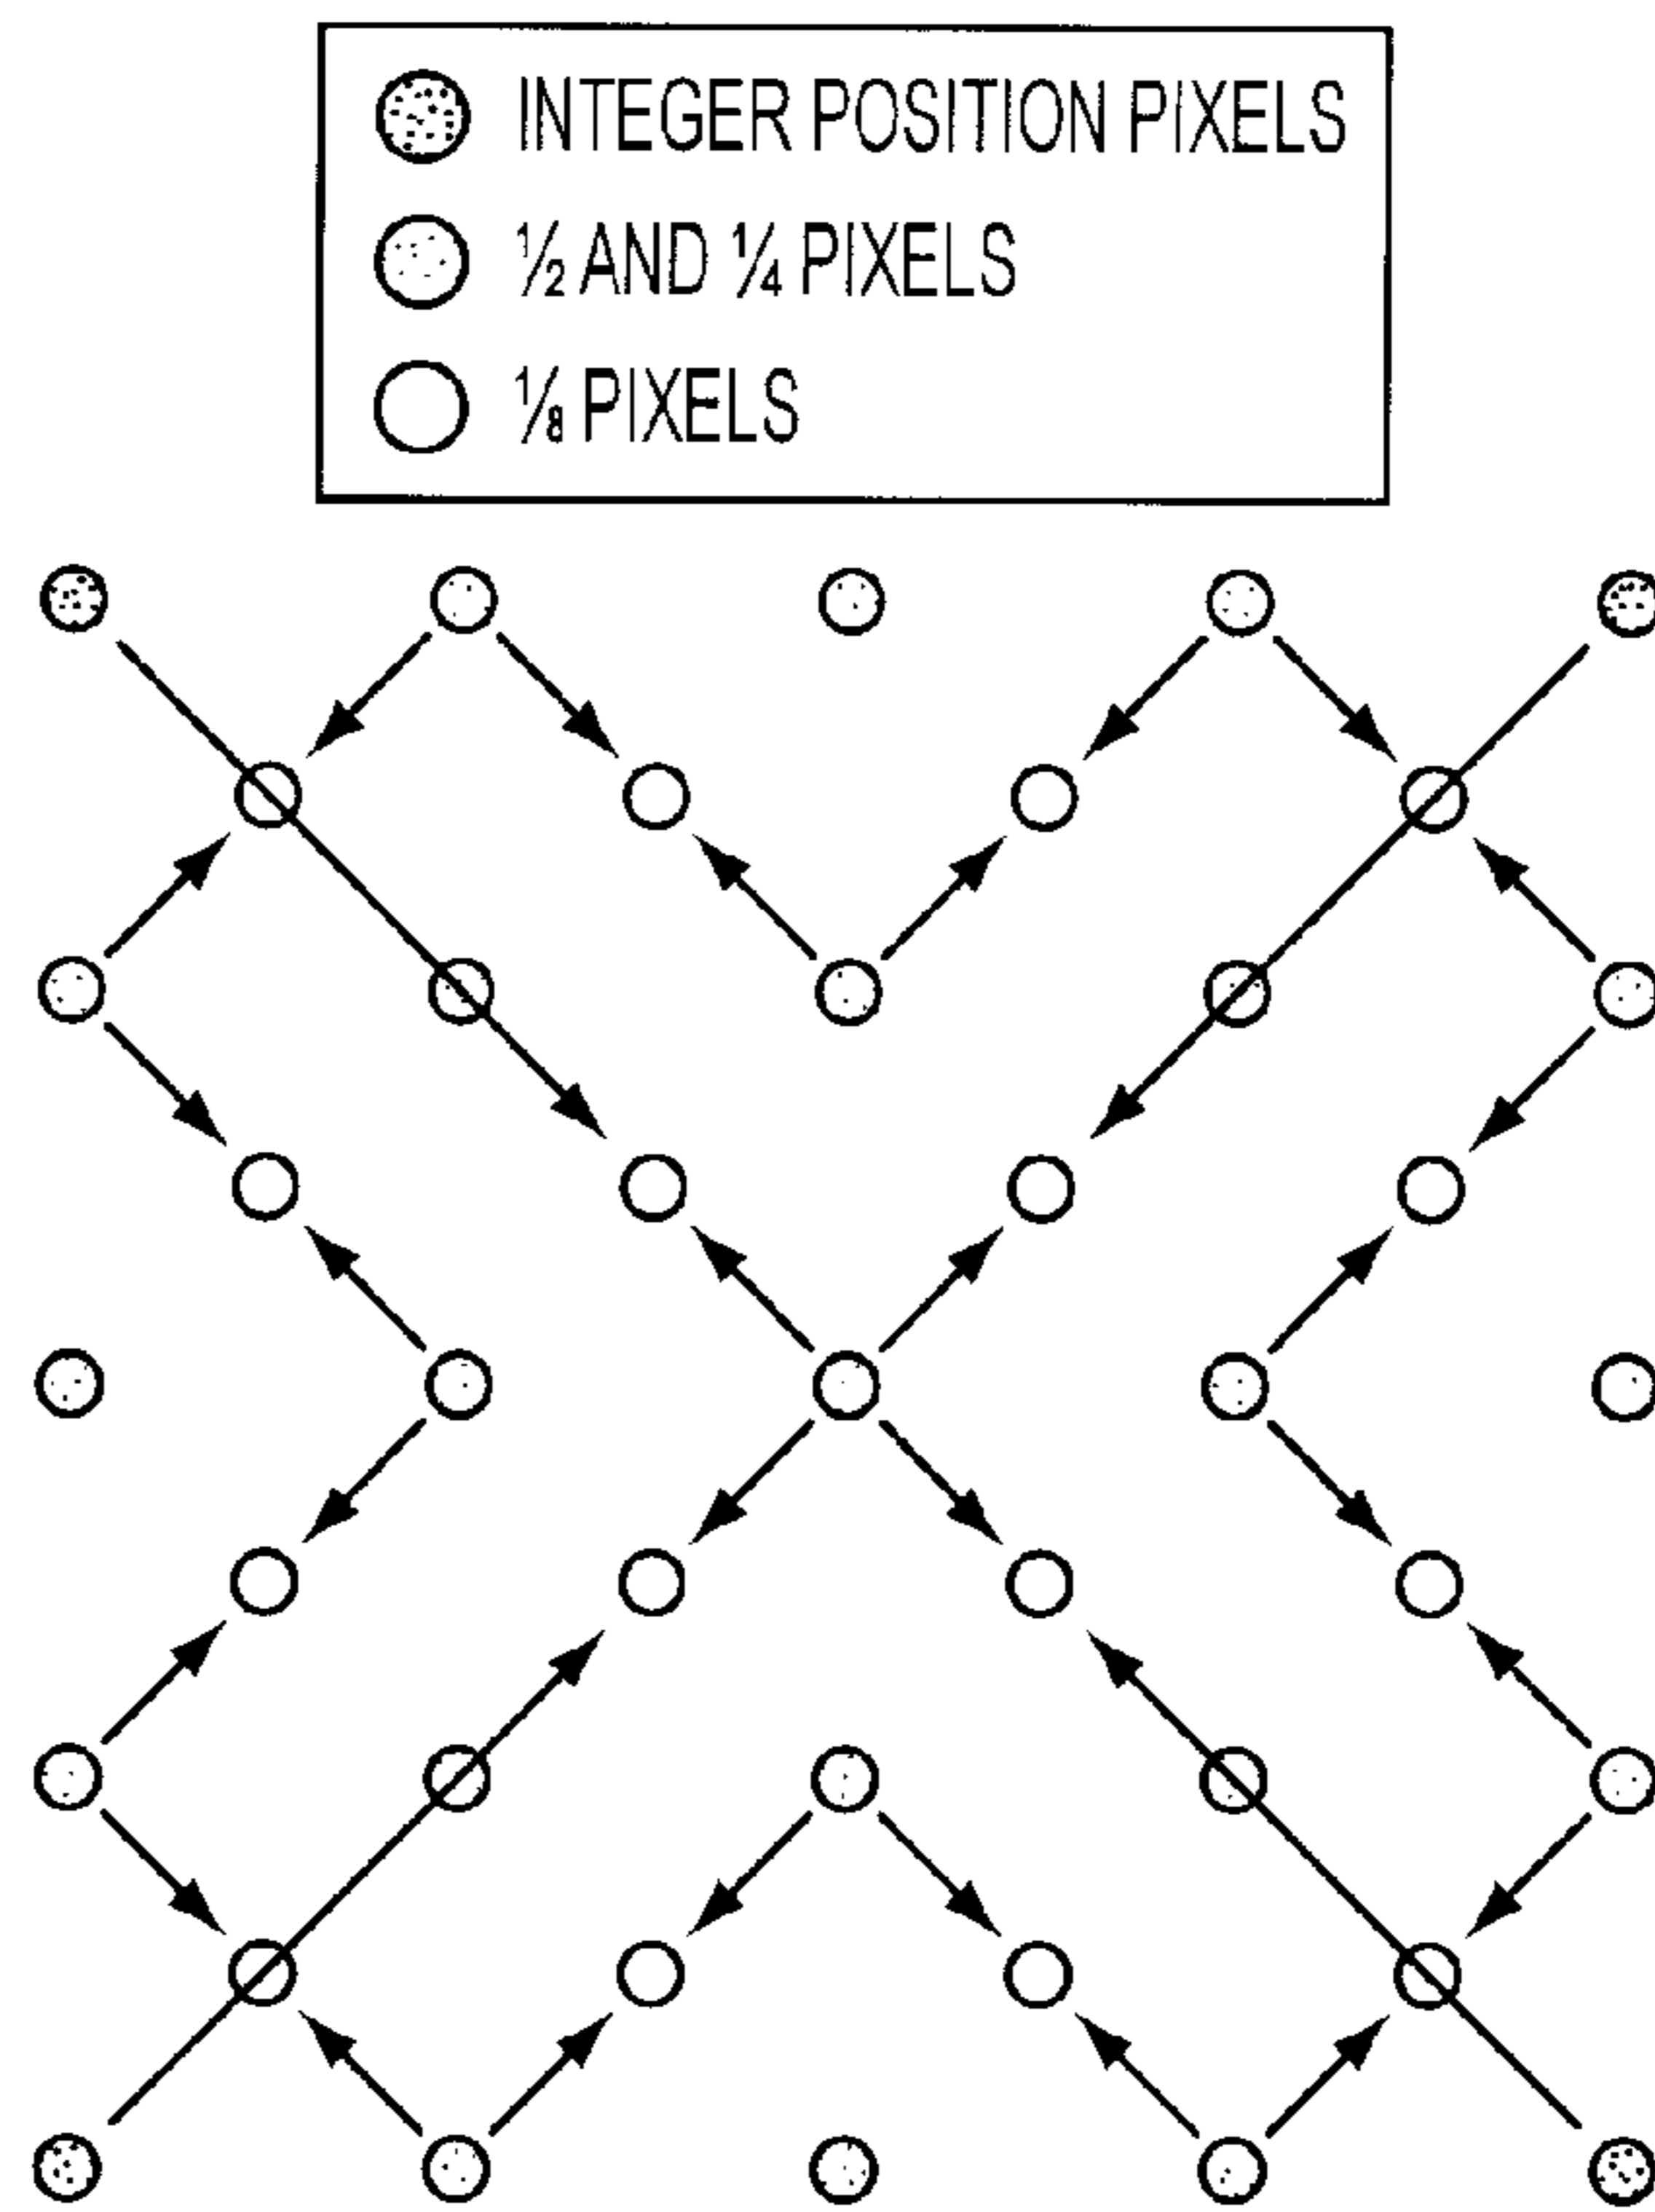 INTEGER POSITION PIXELS
½ AND ¼ PIXELS
⅛ PIXELS